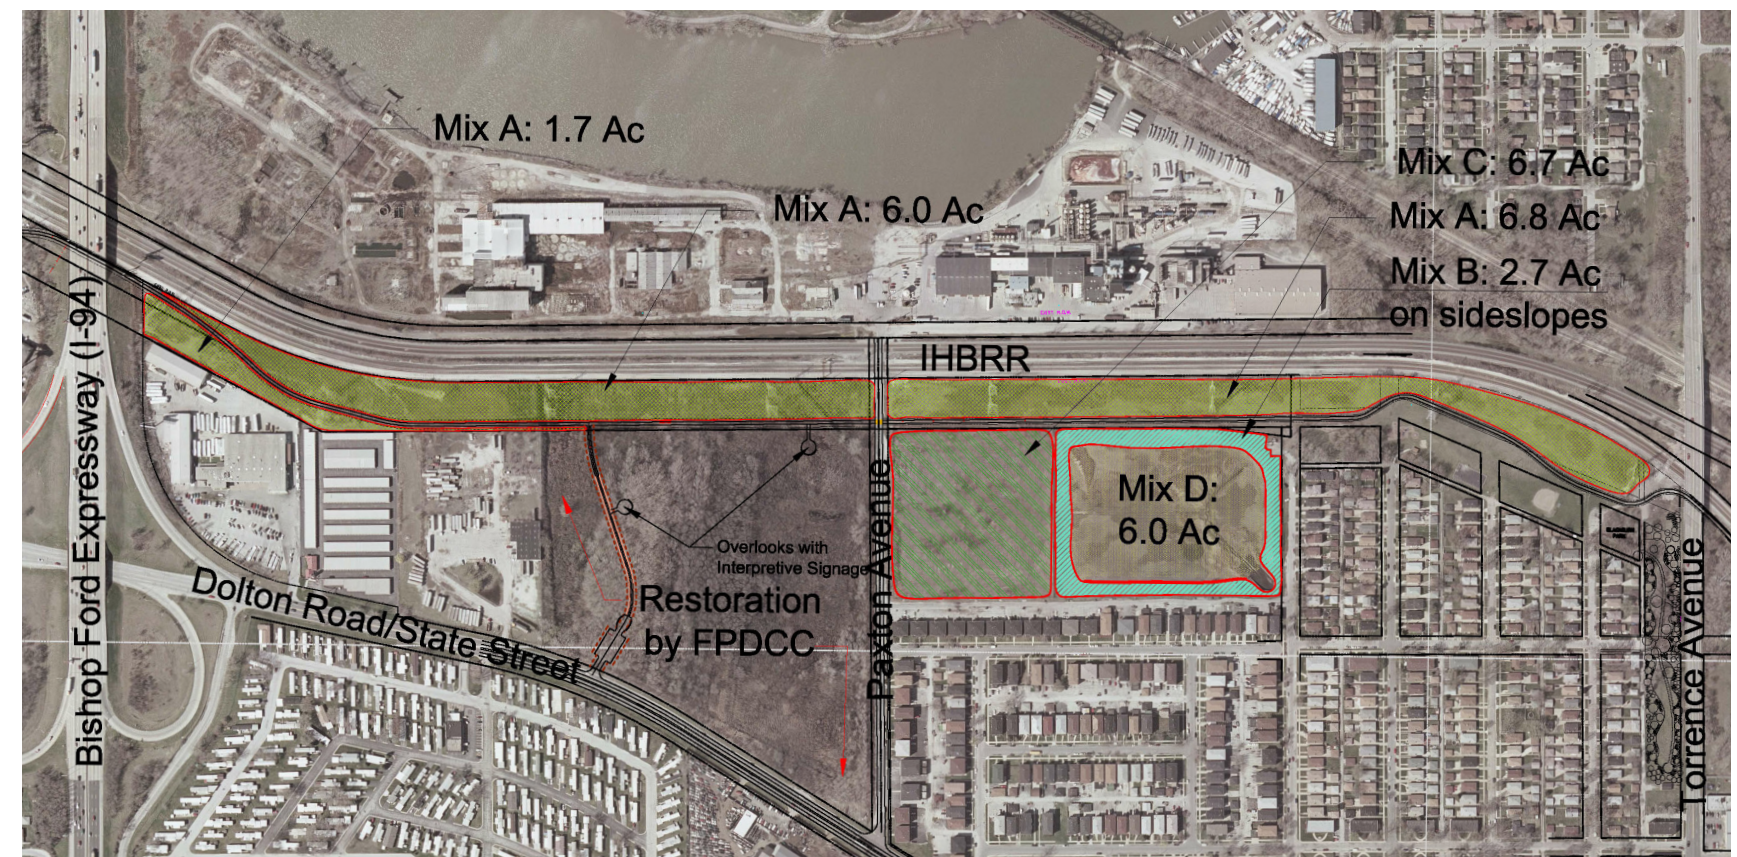 Mix A: 1.7 Ac
Mix A: 6.0 Ac
Mix C: 6.7 Ac
Mix A: 6.8 Ac
Mix B: 2.7 Ac
on sideslopes
IHBRR
Mix D:
6.0 Ac
Overlooks with
Interpretive Signage
Restoration
by FPDCC
Dolton Road/State Street
Bishop Ford Expressway (I-94)
Paxton Avenue
Torrence Avenue